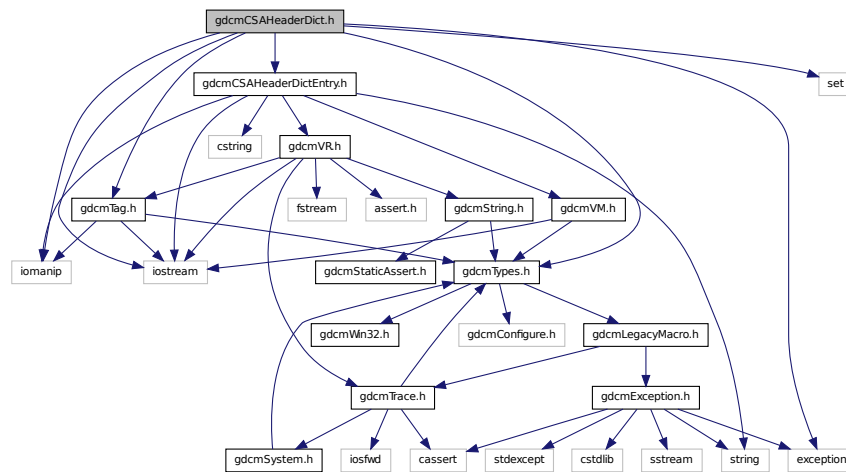 gdcmCSAHeaderDict.h
gdcmCSAHeaderDictEntry.h
set
cstring
gdcmVR.h
gdcmTag.h
fstream
assert.h
gdcmString.h
gdcmVM.h
iomanip
iostream
gdcmStaticAssert.h
gdcmTypes.h
gdcmWin32.h
gdcmConfigure.h
gdcmLegacyMacro.h
gdcmTrace.h
gdcmException.h
gdcmSystem.h
iosfwd
cassert
stdexcept
cstdlib
sstream
string
exception